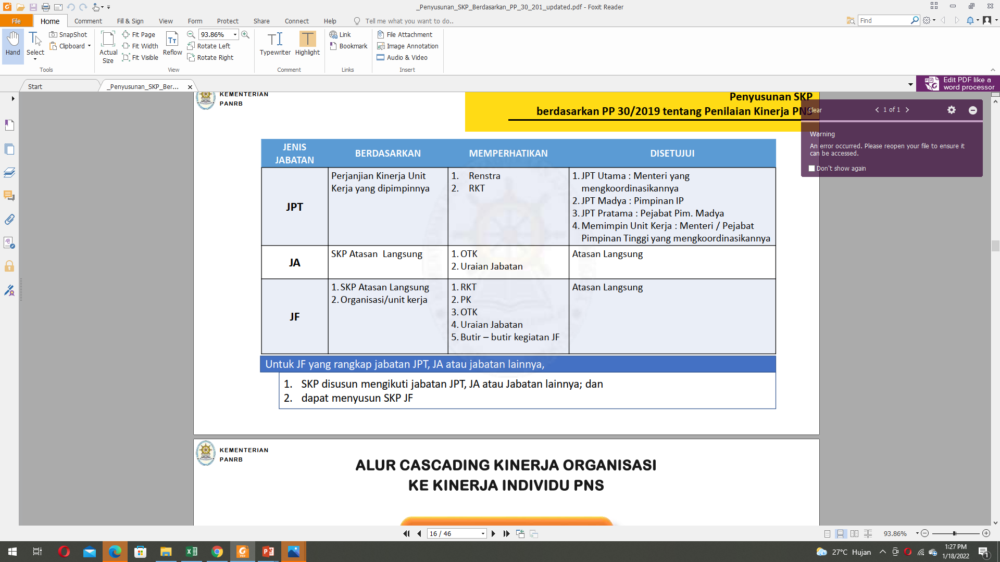 _Penyusunan_SKP_Berdasarkan_PP_30_201_updated.pdf - Foxit Reader
File
Home
Comment
Fill & Sign
View
Form
Protect
Share
Connect
Help
Tell me what you want to do..
Find
Hand
Select
SnapShot
Clipboard
Tools
Actual
Size
Fit Page
Fit Width
Fit Visible
Reflow
93.86%
Rotate Left
Rotate Right
View
Typewriter
Highlight
Comment
Link
Bookmark
Links
File Attachment
Image Annotation
Audio & Video
Insert
Start
_Penyusunan_SKP_Ber...
Edit PDF like a
word processor
KEMENTERIAN
PANRB
Penyusunan SKP
berdasarkan PP 30/2019 tentang Penilaian Kinerja PNS
Clear
1 of 1
Warning
An error occurred. Please reopen your file to ensure it
can be accessed.
Don't show again
JENIS
JABATAN
BERDASARKAN
MEMPERHATIKAN
DISETUJUI
JPT
Perjanjian Kinerja Unit
Kerja yang dipimpinnya
1. Renstra
2. RKT
1. JPT Utama : Menteri yang
mengkoordinasikannya
2. JPT Madya : Pimpinan IP
3. JPT Pratama : Pejabat Pim. Madya
4. Memimpin Unit Kerja : Menteri / Pejabat
Pimpinan Tinggi yang mengkoordinasikannya
JA
SKP Atasan Langsung
1. OTK
2. Uraian Jabatan
Atasan Langsung
JF
1. SKP Atasan Langsung
2. Organisasi/unit kerja
1. RKT
2. PK
3. OTK
4. Uraian Jabatan
5. Butir – butir kegiatan JF
Atasan Langsung
Untuk JF yang rangkap jabatan JPT, JA atau jabatan lainnya,
1. SKP disusun mengikuti jabatan JPT, JA atau Jabatan lainnya; dan
2. dapat menyusun SKP JF
KEMENTERIAN
PANRB
ALUR CASCADING KINERJA ORGANISASI
KE KINERJA INDIVIDU PNS
16 / 46
93.86%
27°C Hujan
1:27 PM
1/18/2022
1